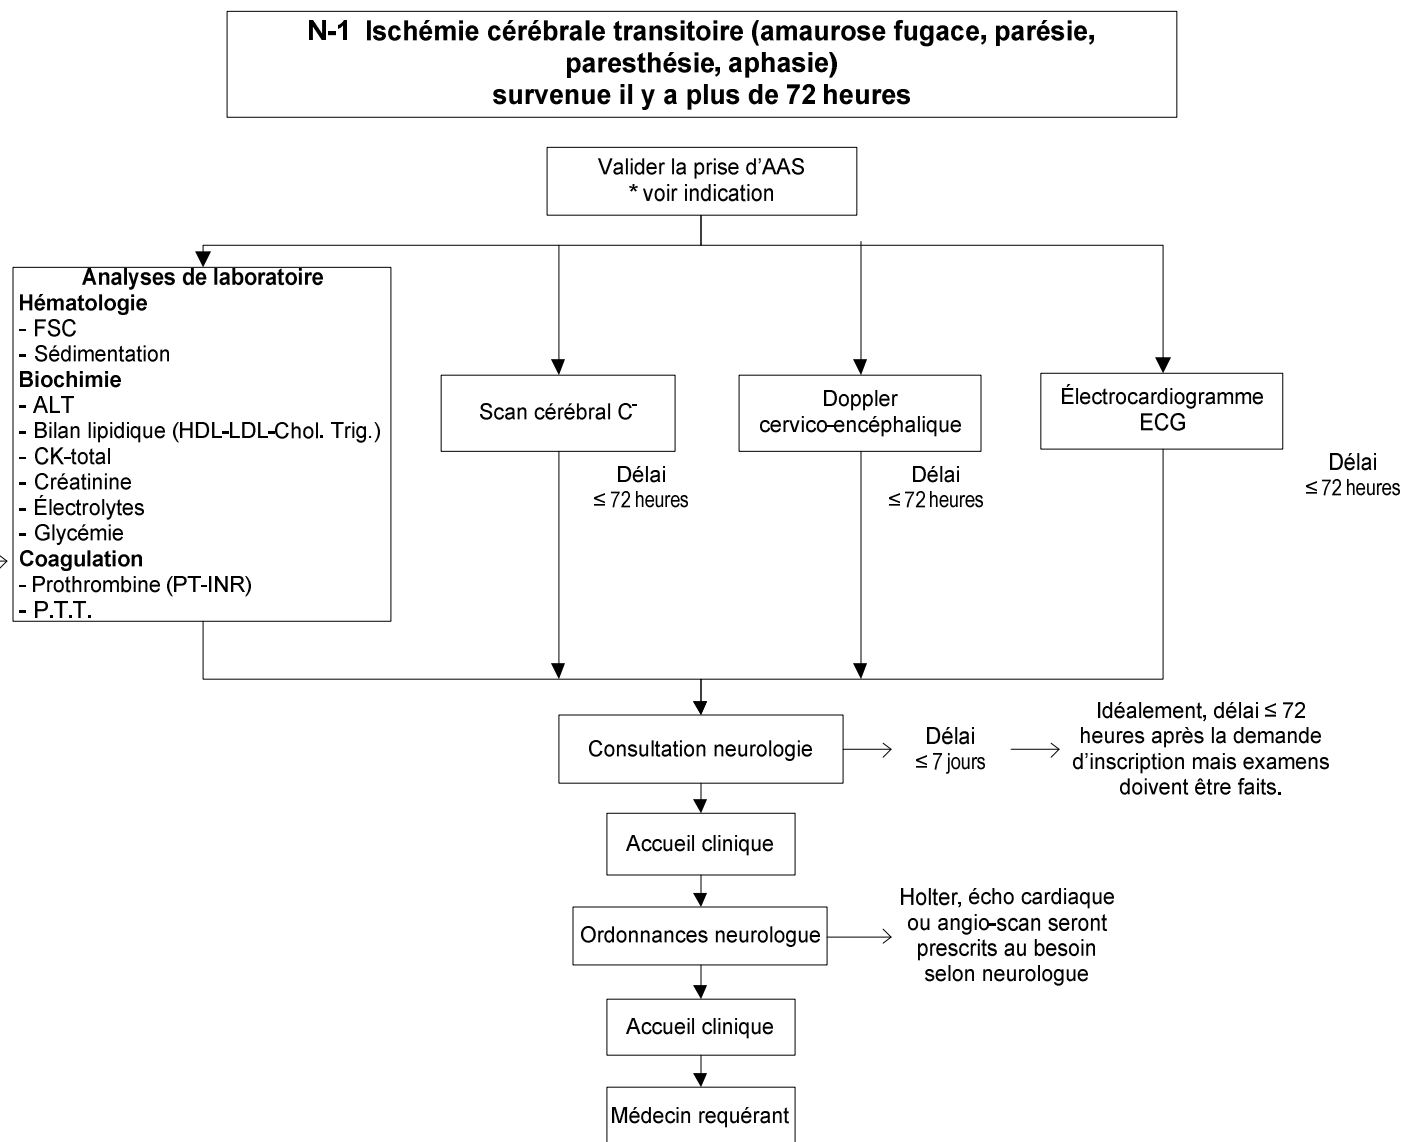 N-1 Ischémie cérébrale transitoire (amaurose fugace, parésie,
paresthésie, aphasie)
survenue il y a plus de 72 heures
Valider la prise d'AAS
* voir indication
Analyses de laboratoire
Hématologie
- FSC
- Sédimentation
Biochimie
- ALT
- Bilan lipidique (HDL-LDL-Chol. Trig.)
- CK-total
- Créatinine
- Électrolytes
- Glycémie
Coagulation
- Prothrombine (PT-INR)
- P.T.T.
Scan cérébral C-
Délai
≤ 72 heures
Doppler
cervico-encéphalique
Délai
≤ 72 heures
Électrocardiogramme
ECG
Délai
≤ 72 heures
Consultation neurologie
Délai
≤ 7 jours
Idéalement, délai ≤ 72
heures après la demande
d'inscription mais examens
doivent être faits.
Accueil clinique
Ordonnances neurologue
Holter, écho cardiaque
ou angio-scan seront
prescrits au besoin
selon neurologue
Accueil clinique
Médecin requérant